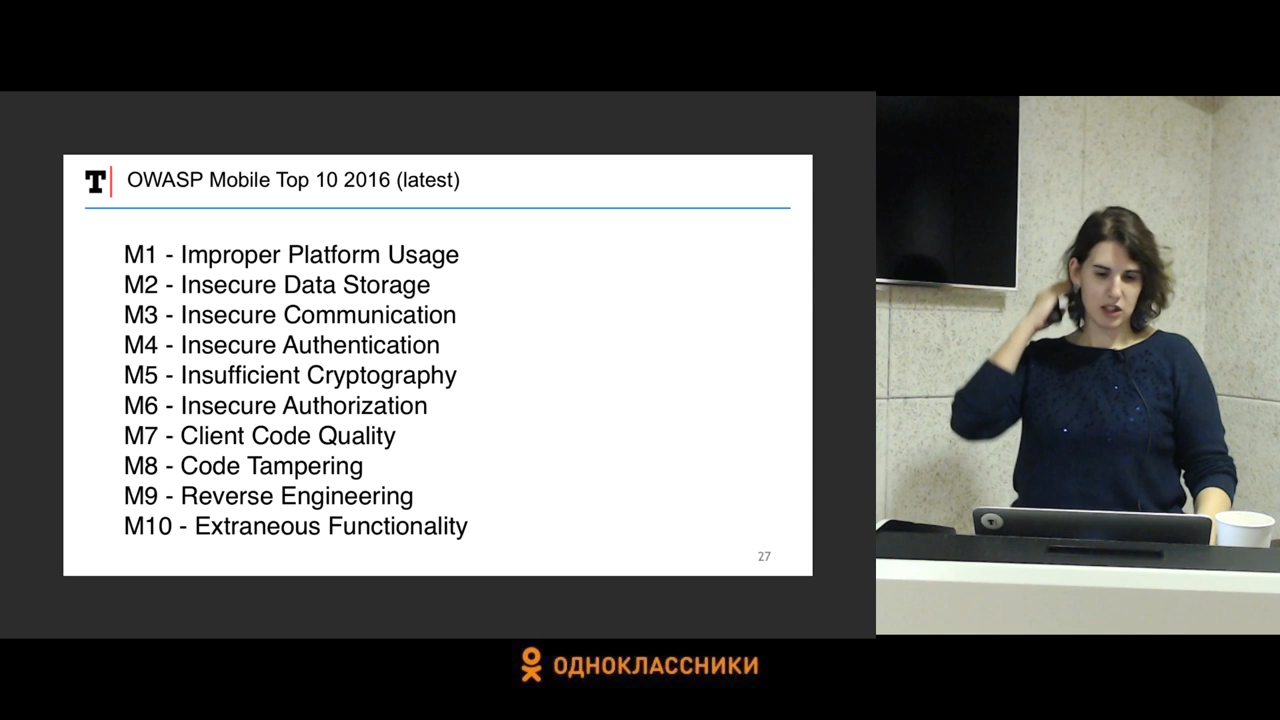 T
OWASP Mobile Top 10 2016 (latest)
M1 - Improper Platform Usage
M2 - Insecure Data Storage
M3 - Insecure Communication
M4 - Insecure Authentication
M5 - Insufficient Cryptography
M6 - Insecure Authorization
M7 - Client Code Quality
M8 - Code Tampering
M9 - Reverse Engineering
M10 - Extraneous Functionality
27
ОДНОКЛАССНИКИ